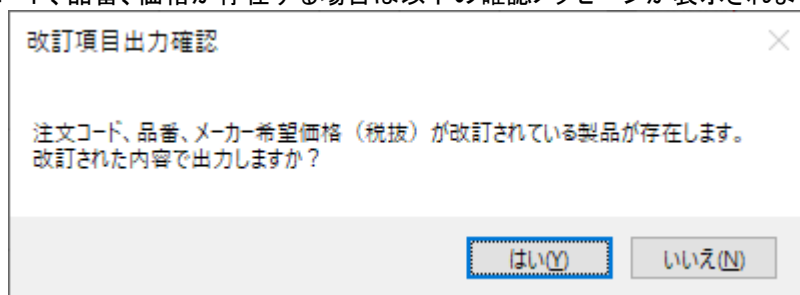 改訂項目出力確認
注文コード、品番、メーカー希望価格（税抜）が改訂されている製品が存在します。
改訂された内容で出力しますか？
はい(Y)
いいえ(N)